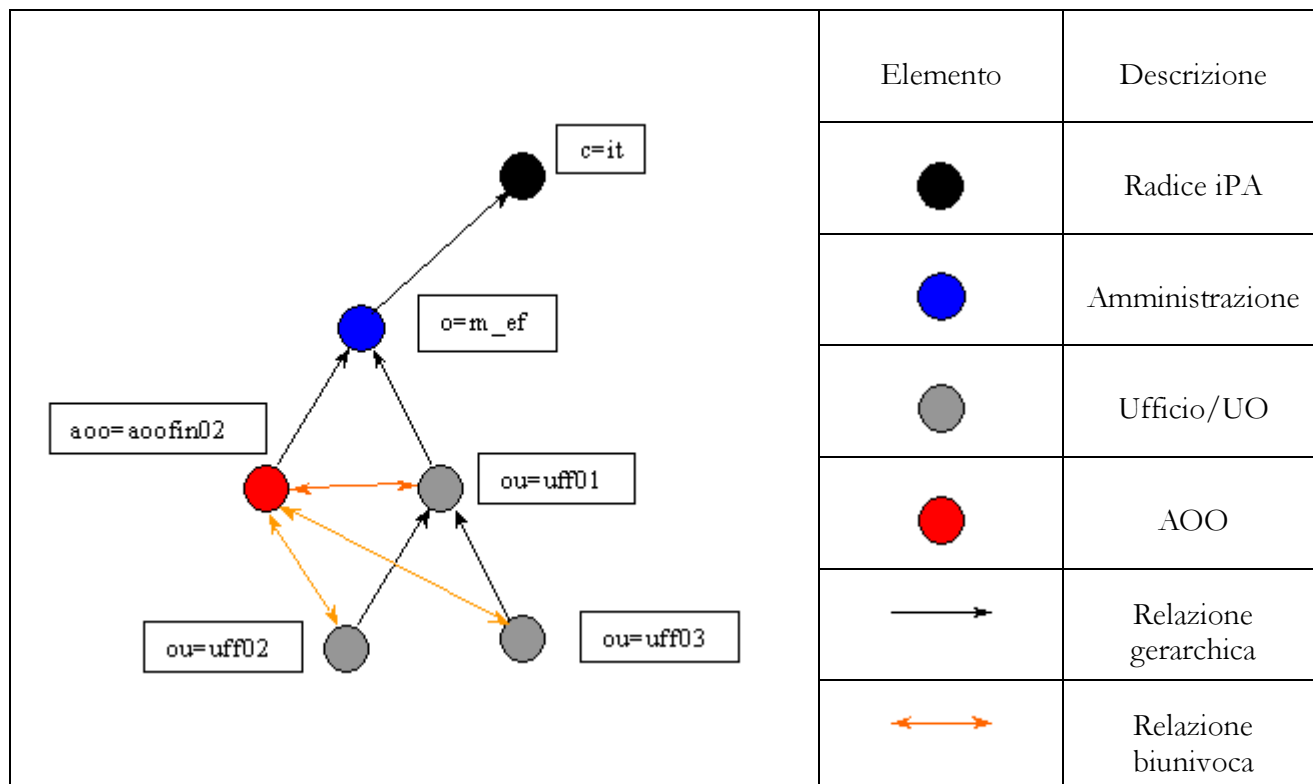 c=it
o=m_ef
aoo=aoofin02
ou=uff01
ou=uff02
ou=uff03
Elemento
Descrizione
Radice iPA
Amministrazione
Ufficio/UO
AOO
Relazione
gerarchica
Relazione
biunivoca